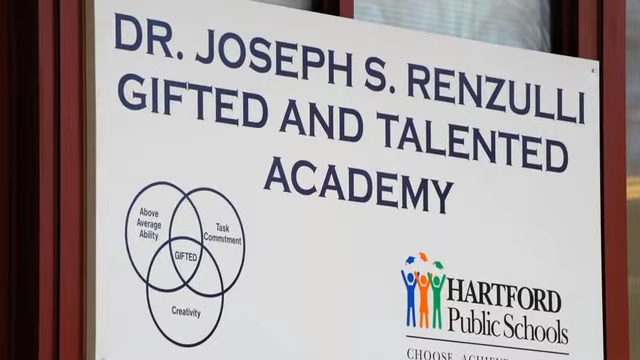 DR. JOSEPH S. RENZULLI
GIFTED AND TALENTED
ACADEMY
Above
Average
Ability
Task
Commitment
GIFTED
Creativity
HARTFORD
Public Schools
CHOOSE